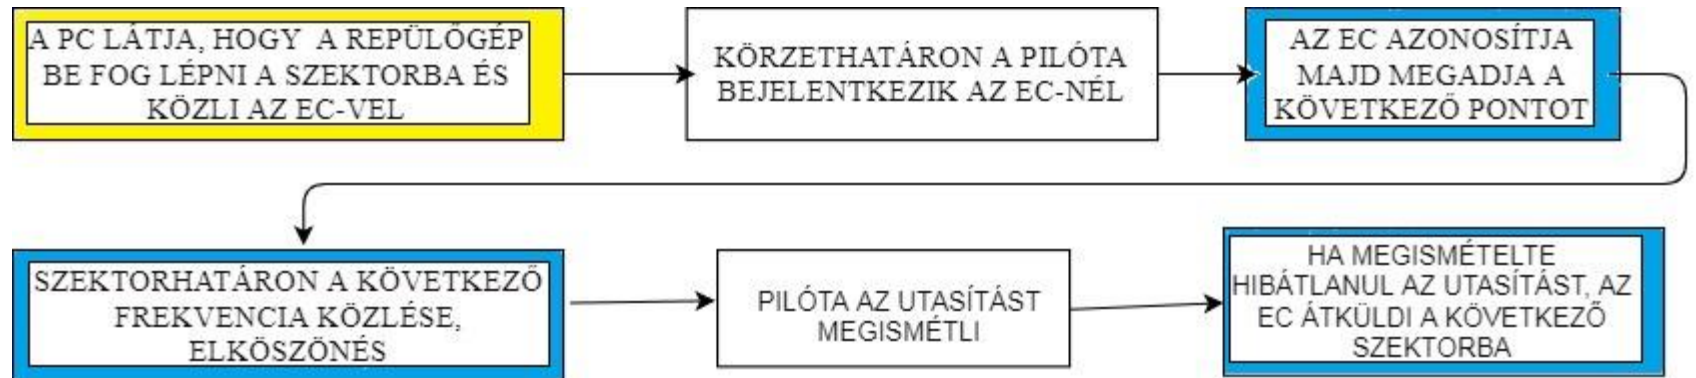 A PC LÁTJA, HOGY A REPÜLŐGÉP
BE FOG LÉPNI A SZEKTORBA ÉS
KÖZLI AZ EC-VEL
KÖRZETHATÁRON A PILÓTA
BEJELENTKEZIK AZ EC-NÉL
AZ EC AZONOSÍTJA
MAJD MEGADJA A
KÖVETKEZŐ PONTOT
SZEKTORHATÁRON A KÖVETKEZŐ
FREKVENCIA KÖZLÉSE,
ELKÖSZÖNÉS
PILÓTA AZ UTASÍTÁST
MEGISMÉTLI
HA MEGISMÉTELTE
HIBÁTLANUL AZ UTASÍTÁST, AZ
EC ÁTKÜLDI A KÖVETKEZŐ
SZEKTORBA